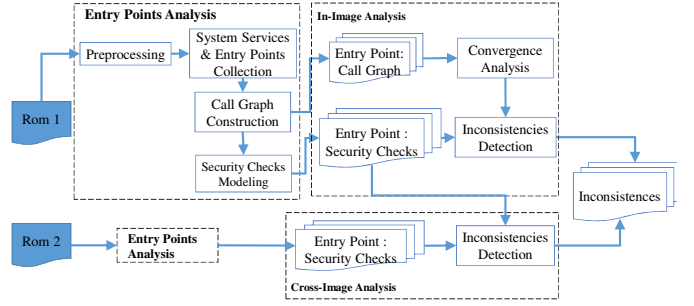 Entry Points Analysis
In-Image Analysis
Preprocessing
System Services
& Entry Points
Collection
Entry Point:
Call Graph
Convergence
Analysis
Rom 1
Call Graph
Construction
Entry Point :
Security Checks
Inconsistencies
Detection
Security Checks
Modeling
Inconsistences
Rom 2
Entry Points
Analysis
Entry Point :
Security Checks
Inconsistencies
Detection
Cross-Image Analysis